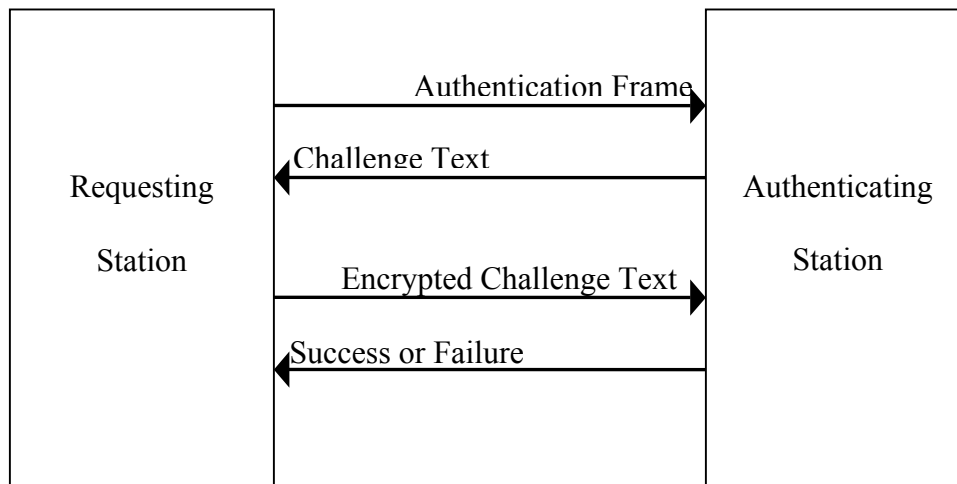 Authentication Frame
Challenge Text
Requesting
Station
Authenticating
Station
Encrypted Challenge Text
Success or Failure